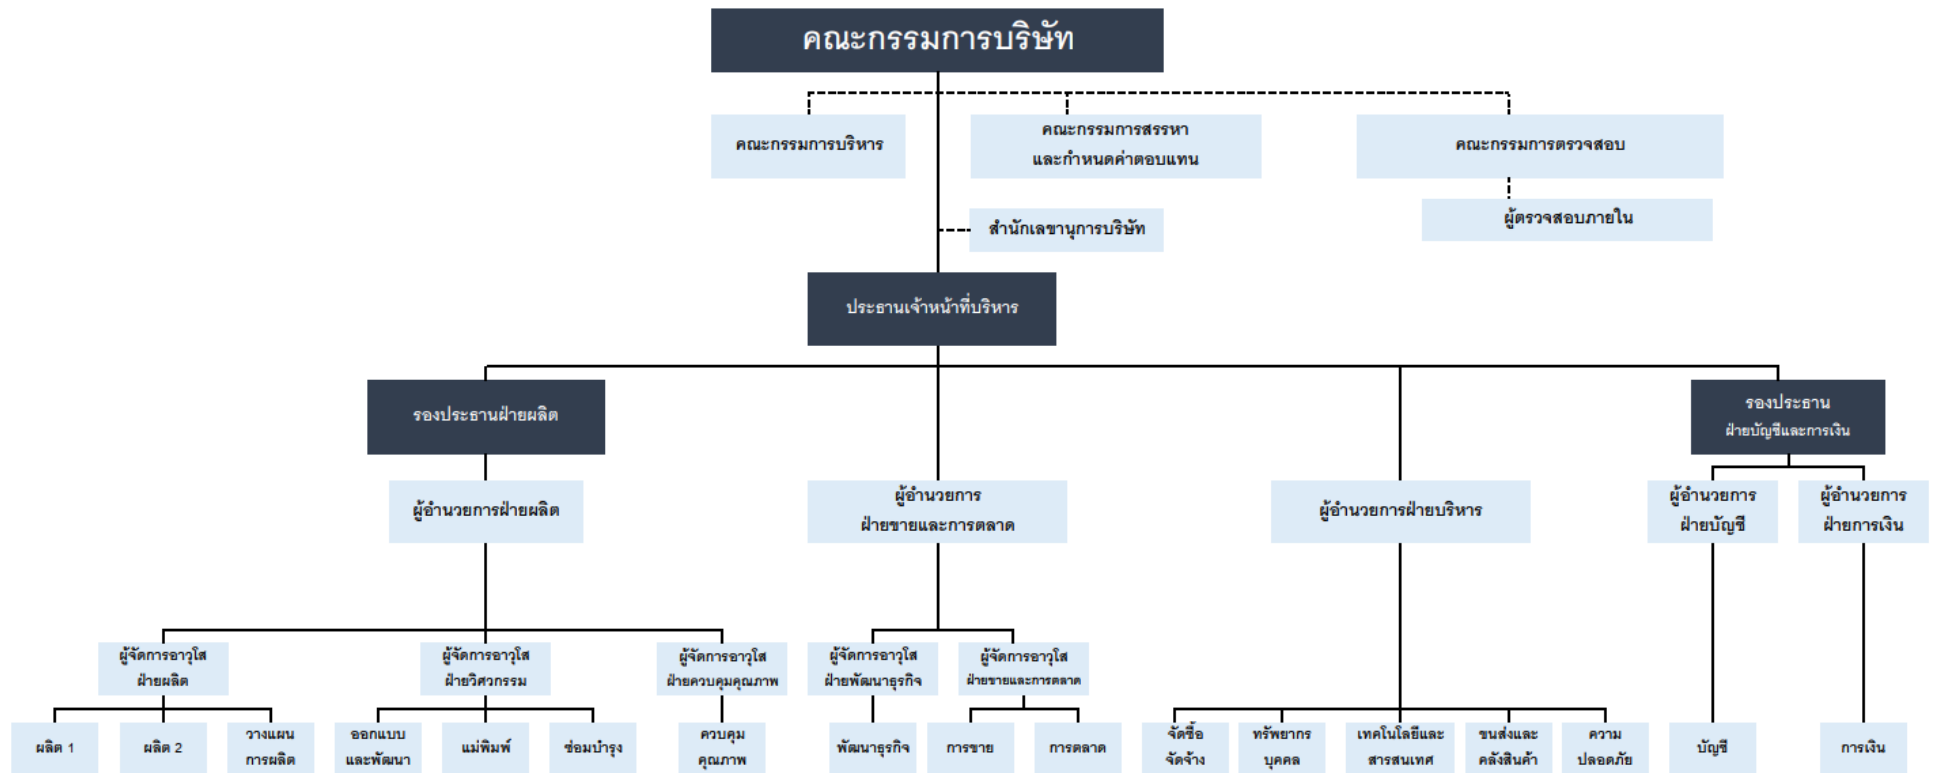 คณะกรรมการบริษัท
คณะกรรมการบริหาร
คณะกรรมการสรรหา
และกำหนดค่าตอบแทน
คณะกรรมการตรวจสอบ
ผู้ตรวจสอบภายใน
สำนักเลขานุการบริษัท
ประธานเจ้าหน้าที่บริหาร
รองประธานฝ่ายผลิต
รองประธาน
ฝ่ายบัญชีและการเงิน
ผู้อำนวยการฝ่ายผลิต
ผู้อำนวยการ
ฝ่ายขายและการตลาด
ผู้อำนวยการฝ่ายบริหาร
ผู้อำนวยการ
ฝ่ายบัญชี
ผู้อำนวยการ
ฝ่ายการเงิน
ผู้จัดการอาวุโส
ฝ่ายผลิต
ผู้จัดการอาวุโส
ฝ่ายวิศวกรรม
ผู้จัดการอาวุโส
ฝ่ายควบคุมคุณภาพ
ผู้จัดการอาวุโส
ฝ่ายพัฒนาธุรกิจ
ผู้จัดการอาวุโส
ฝ่ายขายและการตลาด
ผลิต 1
ผลิต 2
วางแผน
การผลิต
ออกแบบ
และพัฒนา
แม่พิมพ์
ซ่อมบำรุง
ควบคุม
คุณภาพ
พัฒนาธุรกิจ
การขาย
การตลาด
จัดซื้อ
จัดจ้าง
ทรัพยากร
บุคคล
เทคโนโลยีและ
สารสนเทศ
ขนส่งและ
คลังสินค้า
ความ
ปลอดภัย
บัญชี
การเงิน